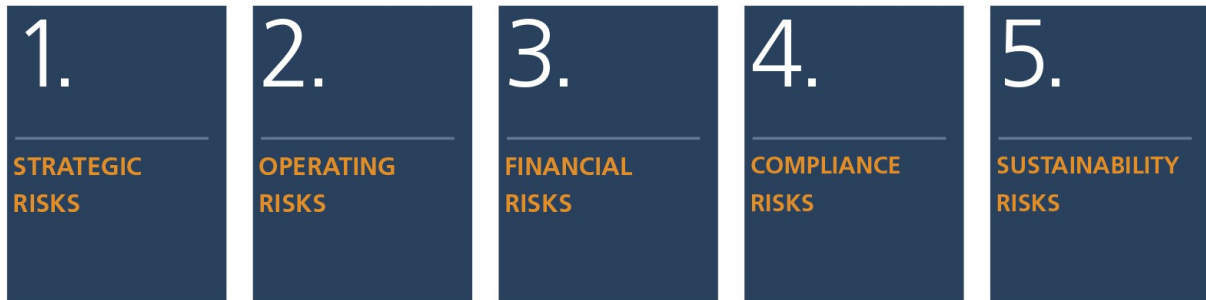 1.
STRATEGIC
RISKS
2.
OPERATING
RISKS
3.
FINANCIAL
RISKS
4.
COMPLIANCE
RISKS
5.
SUSTAINABILITY
RISKS